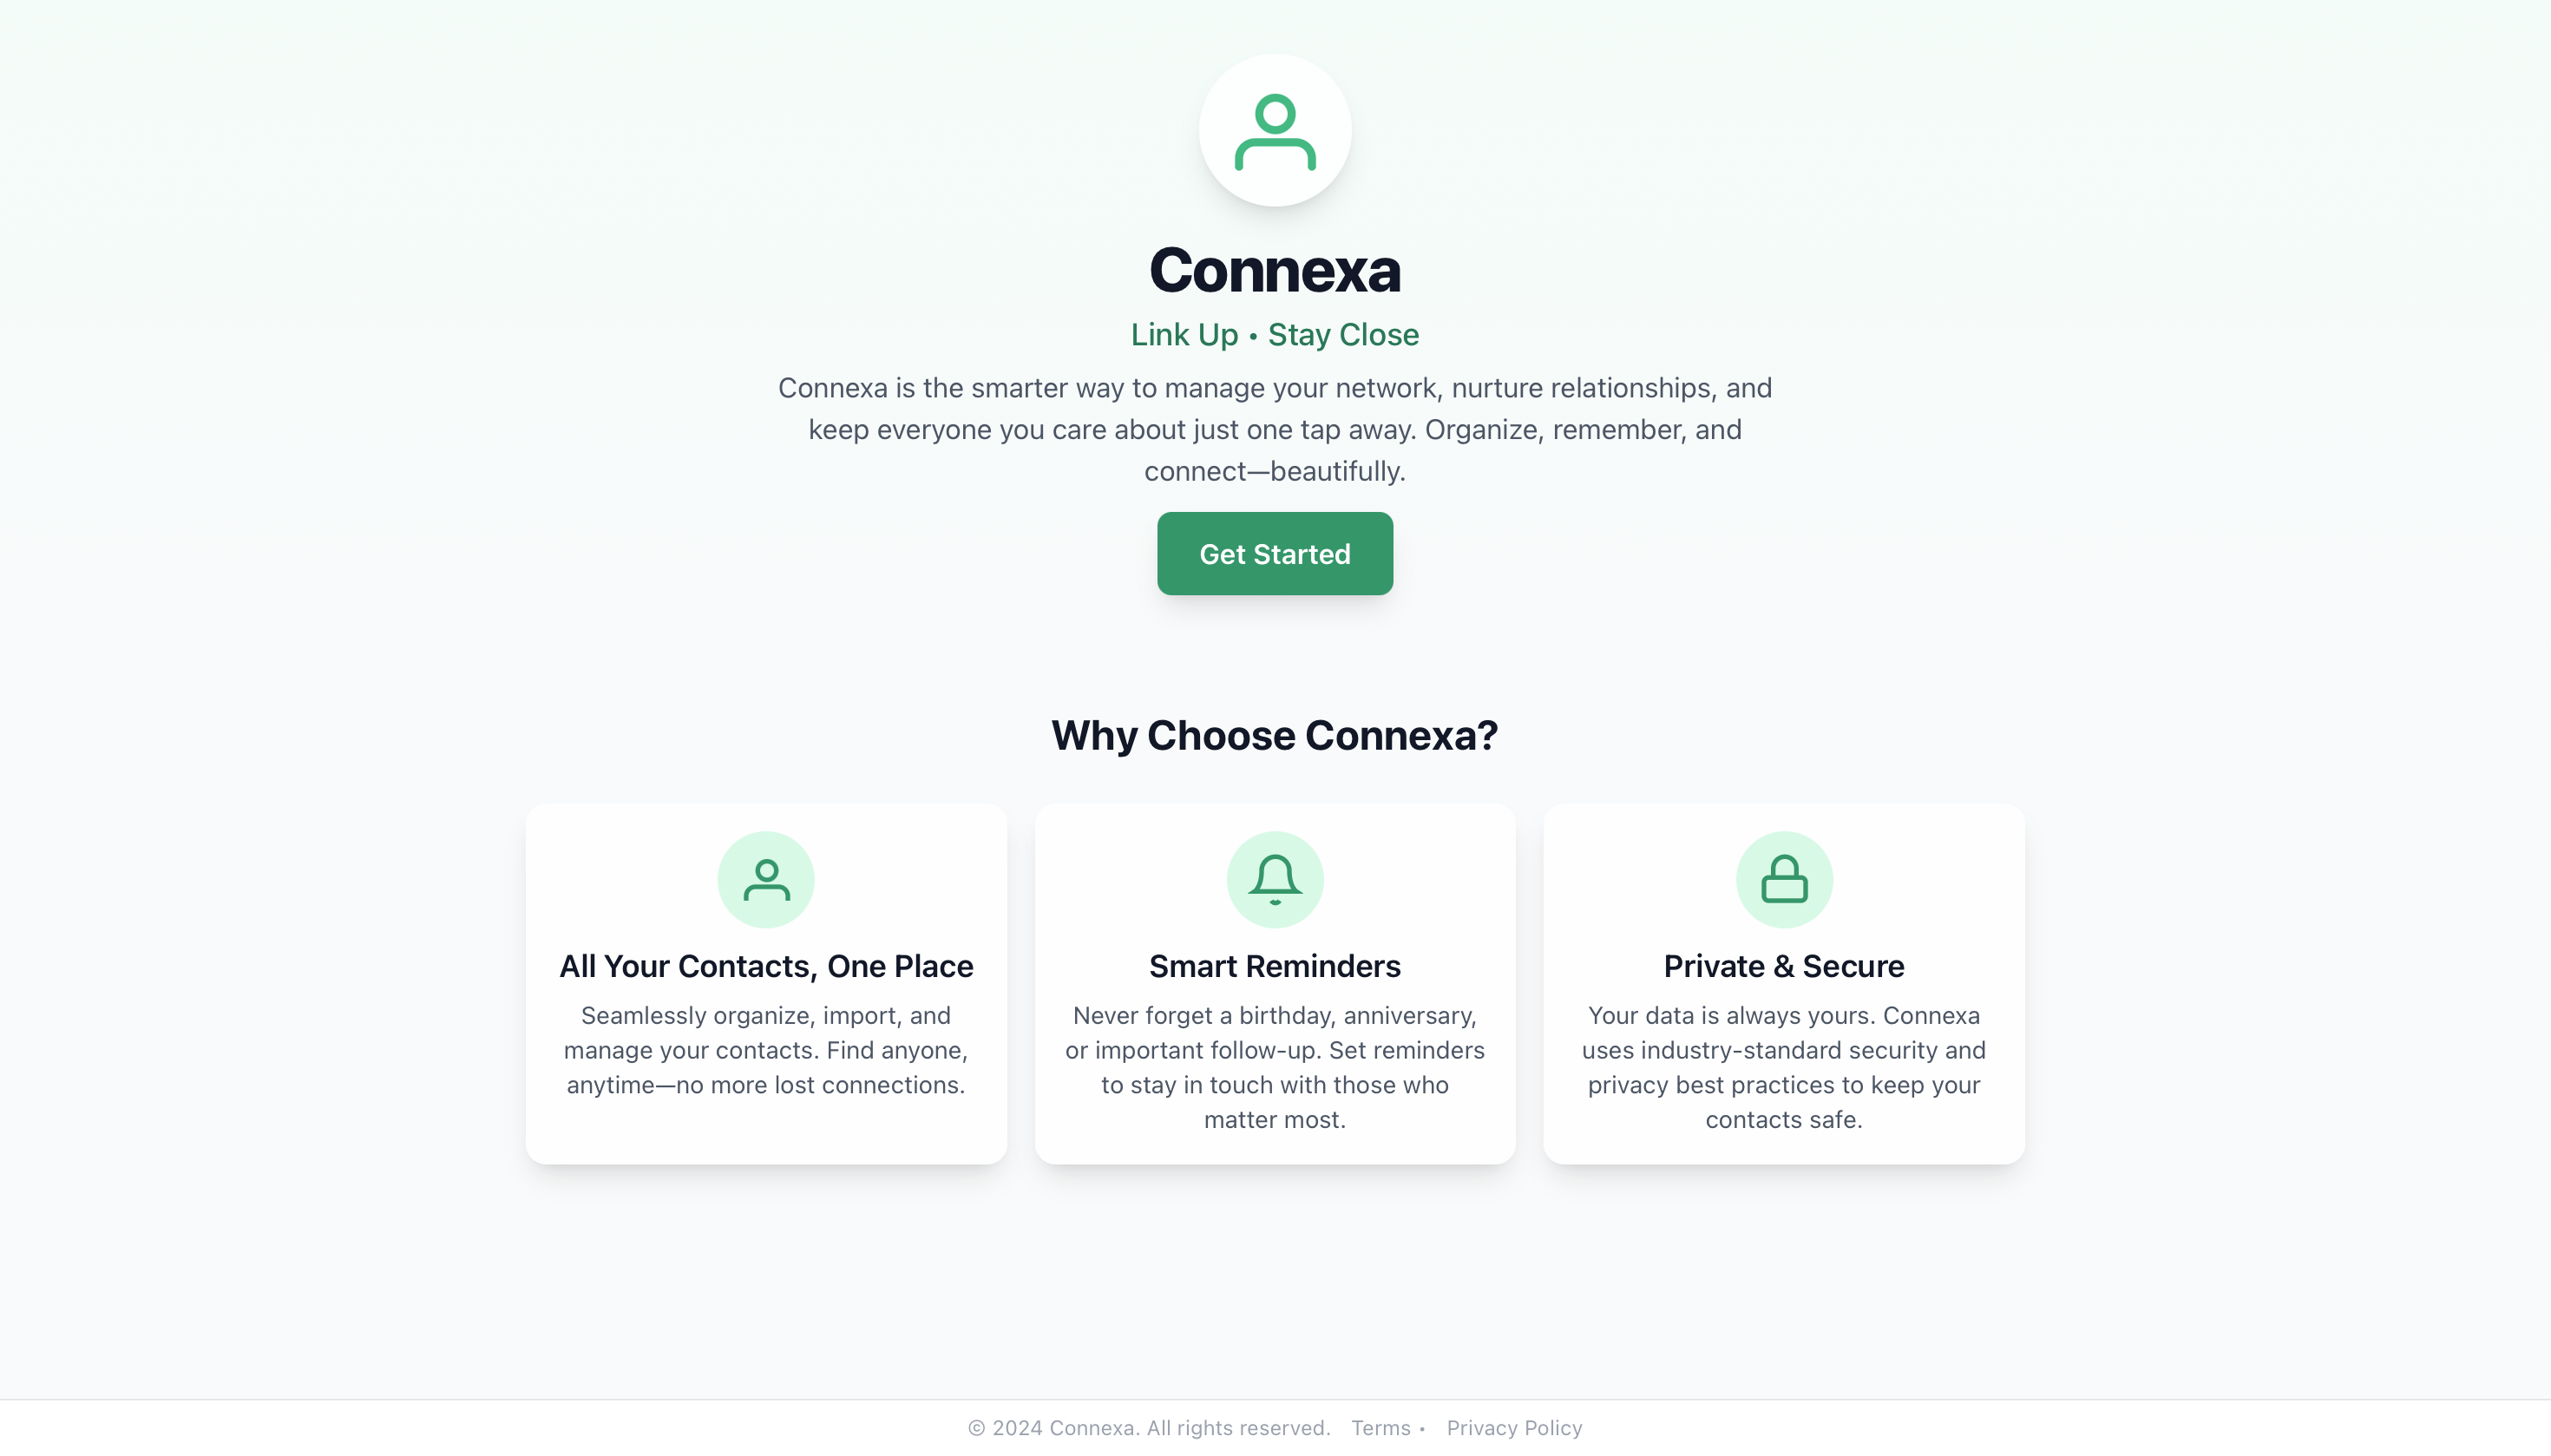 Connexa
Link Up • Stay Close
Connexa is the smarter way to manage your network, nurture relationships, and
keep everyone you care about just one tap away. Organize, remember, and
connect—beautifully.
Get Started
Why Choose Connexa?
All Your Contacts, One Place
Seamlessly organize, import, and
manage your contacts. Find anyone,
anytime—no more lost connections.
Smart Reminders
Never forget a birthday, anniversary,
or important follow-up. Set reminders
to stay in touch with those who
matter most.
Private & Secure
Your data is always yours. Connexa
uses industry-standard security and
privacy best practices to keep your
contacts safe.
© 2024 Connexa. All rights reserved. Terms • Privacy Policy